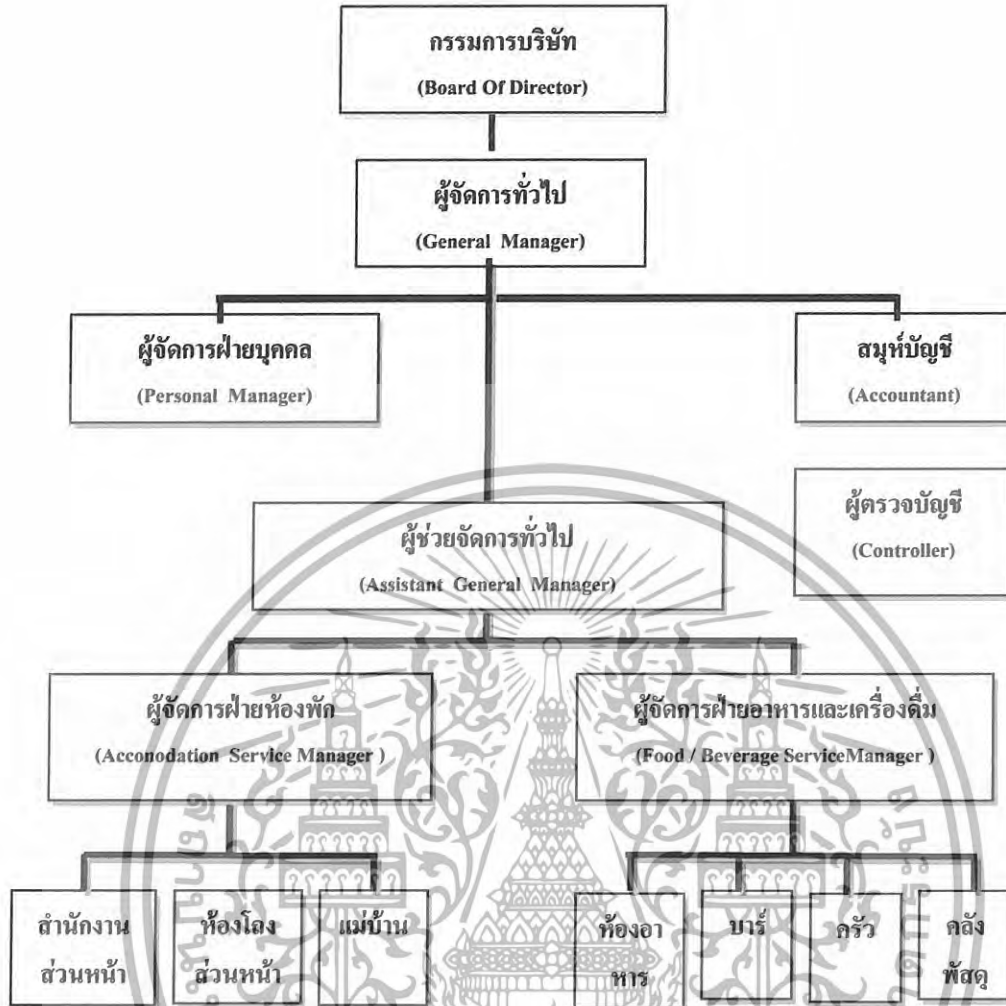 กรรมการบริษัท
(Board Of Director)
ผู้จัดการทั่วไป
(General Manager)
ผู้จัดการฝ่ายบุคคล
(Personal Manager)
สมุห์บัญชี
(Accountant)
ผู้ตรวจบัญชี
(Controller)
ผู้ช่วยจัดการทั่วไป
(Assistant General Manager)
ผู้จัดการฝ่ายห้องพัก
(Acconodation Service Manager )
ผู้จัดการฝ่ายอาหารและเครื่องดื่ม
(Food / Beverage ServiceManager )
สำนักงาน
ส่วนหน้า
ห้องโถง
ส่วนหน้า
แม่บ้าน
ห้องอา
หาร
บาร์
ครัว
คลัง
พัสดุ